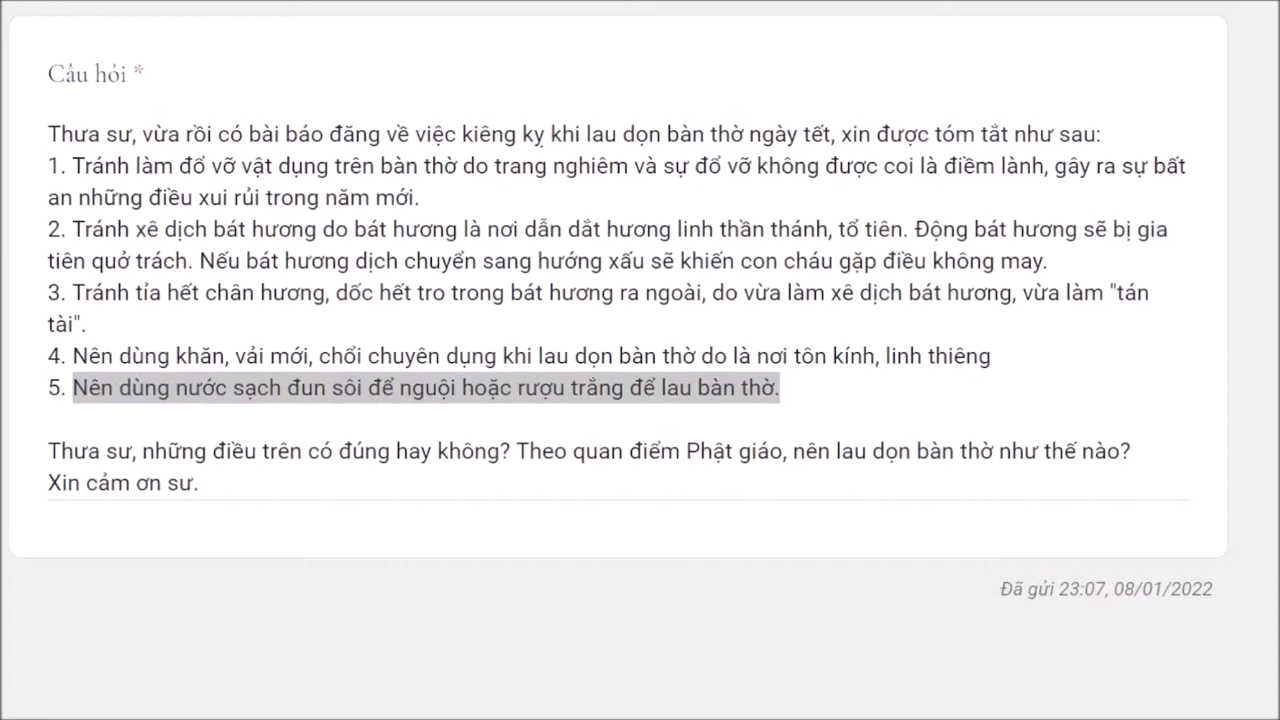 Câu hỏi *
Thưa sư, vừa rồi có bài báo đăng về việc kiêng kỵ khi lau dọn bàn thờ ngày tết, xin được tóm tắt như sau:
1. Tránh làm đổ vỡ vật dụng trên bàn thờ do trang nghiêm và sự đổ vỡ không được coi là điềm lành, gây ra sự bất
an những điều xui rủi trong năm mới.
2. Tránh xê dịch bát hương do bát hương là nơi dẫn dắt hương linh thần thánh, tổ tiên. Động bát hương sẽ bị gia
tiên quở trách. Nếu bát hương dịch chuyển sang hướng xấu sẽ khiến con cháu gặp điều không may.
3. Tránh tỉa hết chân hương, dốc hết tro trong bát hương ra ngoài, do vừa làm xê dịch bát hương, vừa làm "tán
tài".
4. Nên dùng khăn, vải mới, chổi chuyên dụng khi lau dọn bàn thờ do là nơi tôn kính, linh thiêng
5. Nên dùng nước sạch đun sôi để nguội hoặc rượu trắng để lau bàn thờ.
Thưa sư, những điều trên có đúng hay không? Theo quan điểm Phật giáo, nên lau dọn bàn thờ như thế nào?
Xin cảm ơn sư.
Đã gửi 23:07, 08/01/2022